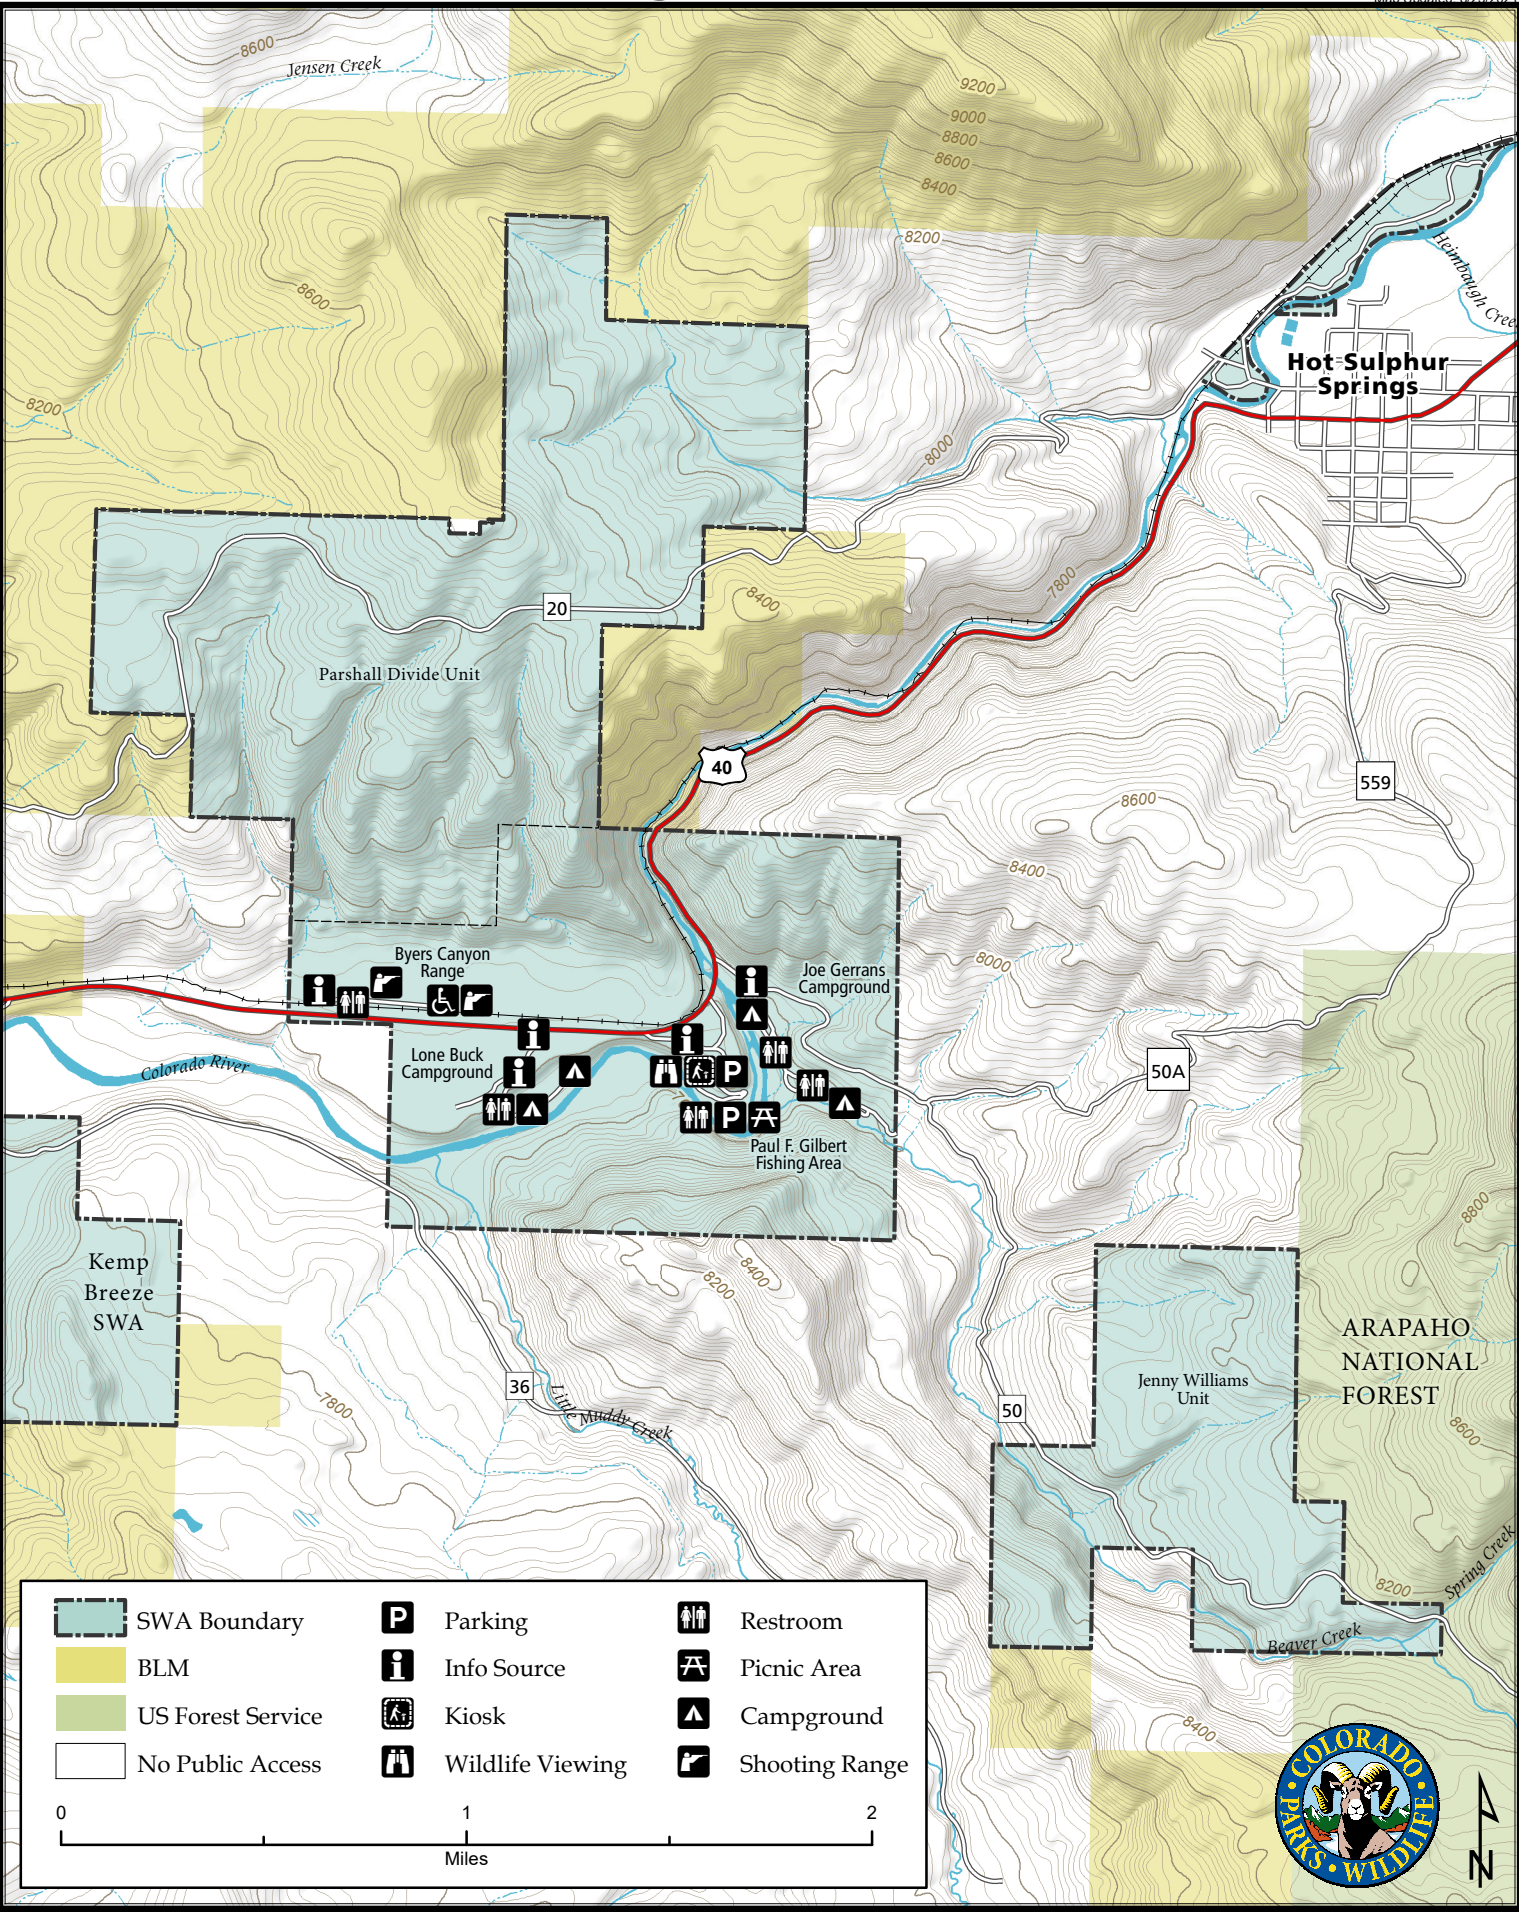 8600
Jensen Creek
9200
9000
8800
8600
8400
8200
Heimbaugh Cree
8600
Hot Sulphur
Springs
8200
8000
7800
8400
20
Parshall Divide Unit
40
559
8600
8400
8000
Byers Canyon
Range
Joe Gerrans
Campground
Lone Buck
Campground
Colorado River
50A
P
P
Paul F. Gilbert
Fishing Area
8800
Kemp
Breeze
SWA
8200
8400
ARAPAHO
NATIONAL
FOREST
Jenny Williams
Unit
36
Little Muddy Creek
7800
50
8600
Spring Creek
8200
Beaver Creek
8400
SWA Boundary
BLM
US Forest Service
No Public Access
P Parking
Info Source
Kiosk
Wildlife Viewing
Restroom
Picnic Area
Campground
Shooting Range
0 1 2
Miles
COLORADO
PARKS • WILDLIFE
N